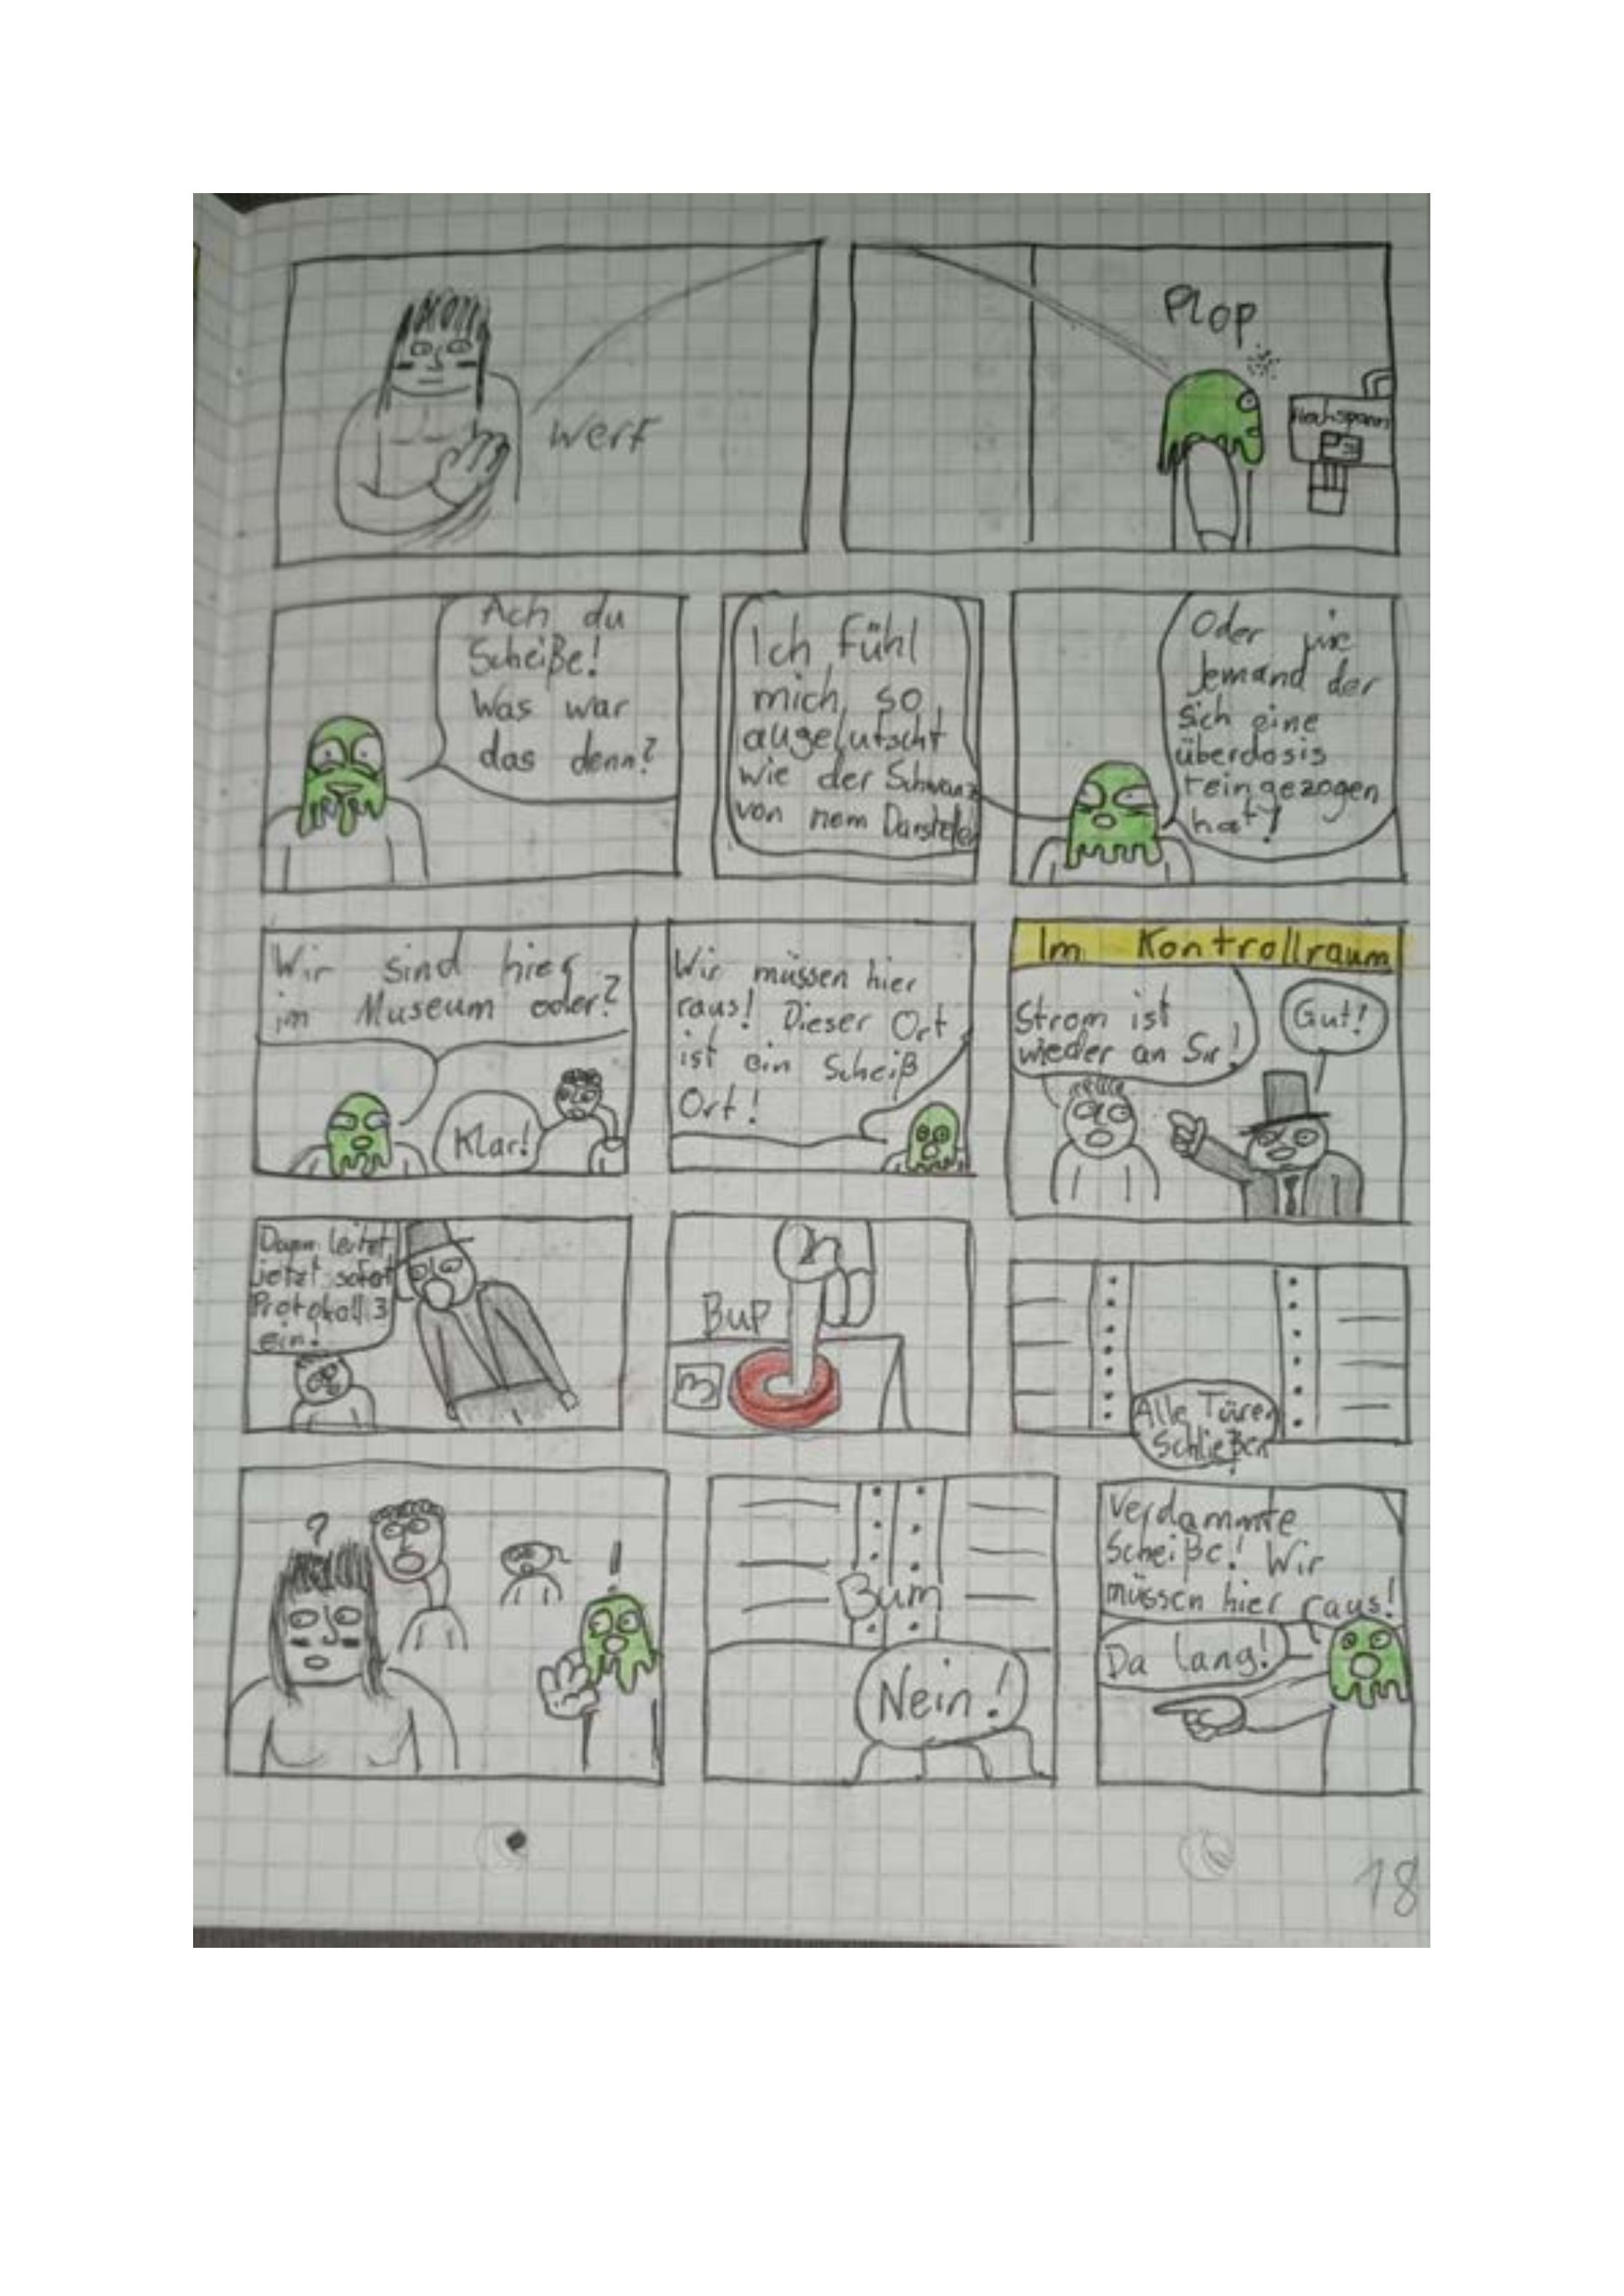 Werf
Plop
Hochspann
Ach du
Scheiße!
Was war
das denn?
Ich fühl
mich so
augelutscht
wie der Schwanz
von nem Darsteler
Oder wie
Jemand der
sich eine
überdosis
reingezogen
hat?
Wir sind hier
im Museum oder?
Klar!
Wir müssen hier
raus! Dieser Ort
ist ein Scheiß
Ort!
Im Kontrollraum
Strom ist
wieder an Sir!
Gut!
Dann leitet
jetzt sofort
Protokoll 3
ein!
Bup
3
Alle Türen
Schließen
?
!
Bum
Nein!
Verdammte
Scheiße! Wir
müssen hier raus!
Da lang!
18